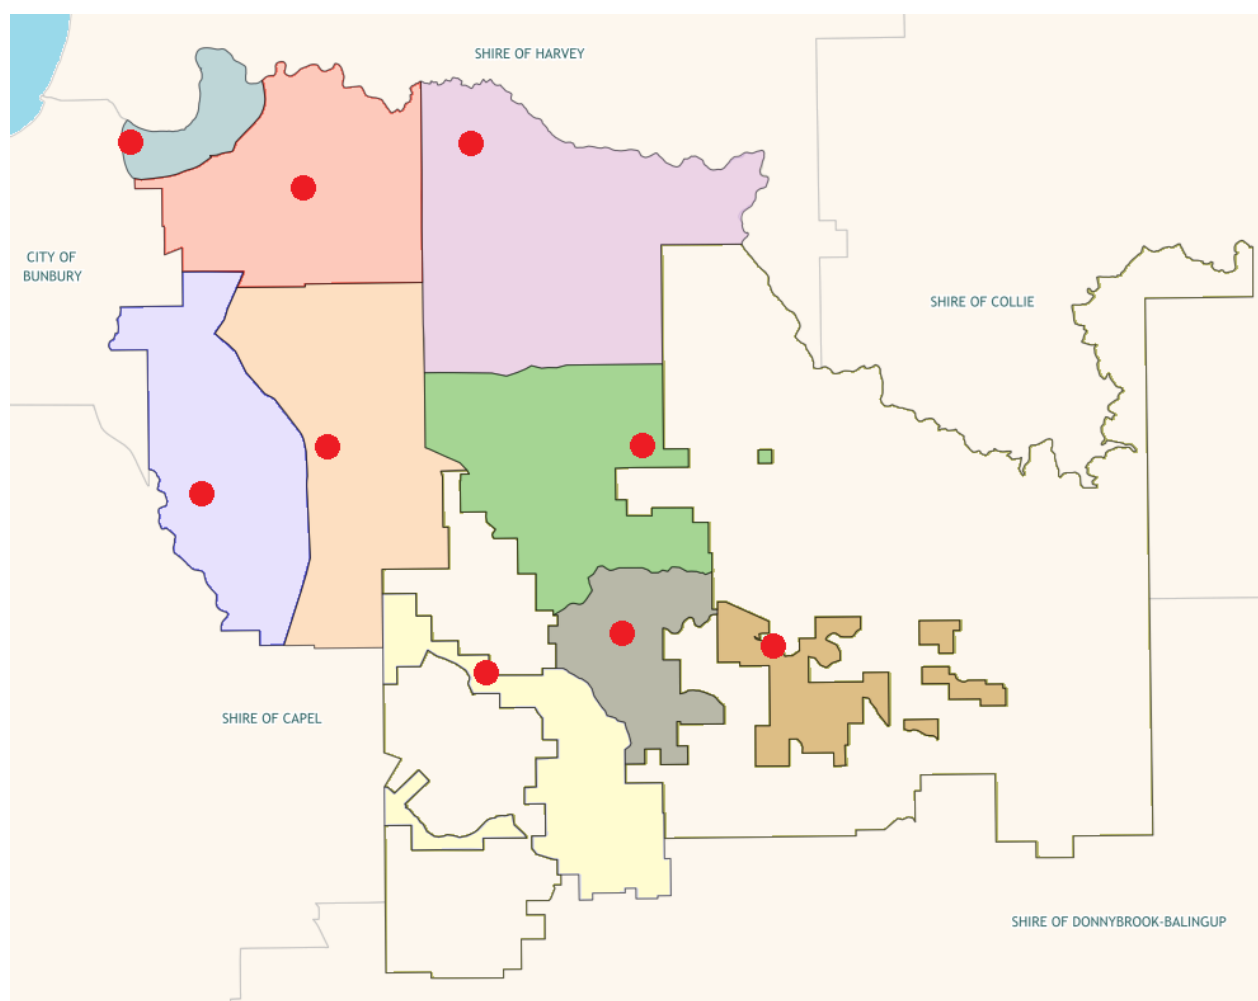 SHIRE OF HARVEY
CITY OF
BUNBURY
SHIRE OF COLLIE
SHIRE OF CAPEL
SHIRE OF DONNYBROOK-BALINGUP